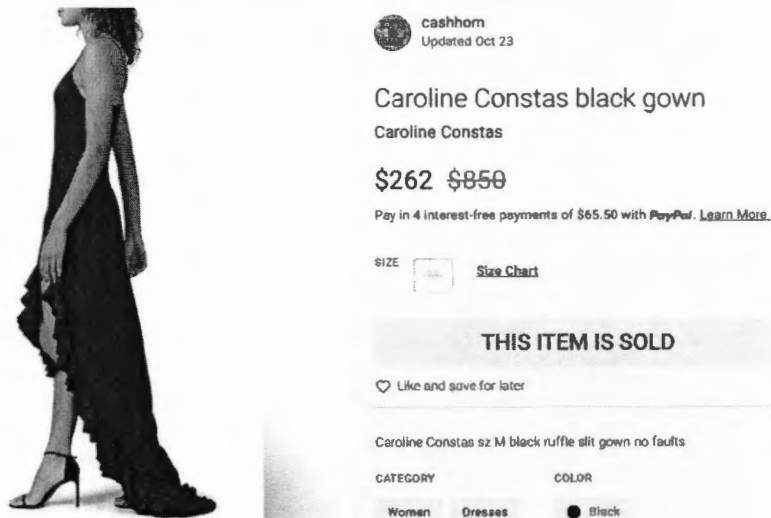 cashhorn
Updated Oct 23
Caroline Constas black gown
Caroline Constas
$262 $850
Pay in 4 interest-free payments of $65.50 with PayPal. Learn More
SIZE
Size Chart
THIS ITEM IS SOLD
Like and save for later
Caroline Constas sz M black ruffle slit gown no faults
CATEGORY COLOR
Women Dresses Black